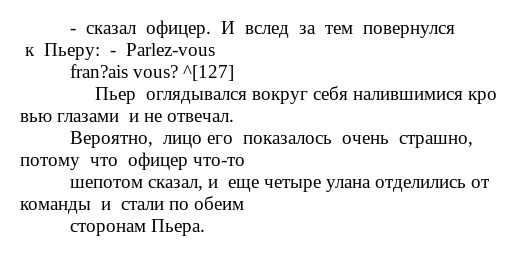 - сказал офицер. И вслед за тем повернулся
к Пьеру: - Parlez-vous
fran?ais vous? ^[127]
Пьер оглядывался вокруг себя налившимися кро
вью глазами и не отвечал.
Вероятно, лицо его показалось очень страшно,
потому что офицер что-то
шепотом сказал, и еще четыре улана отделились от
команды и стали по обеим
сторонам Пьера.